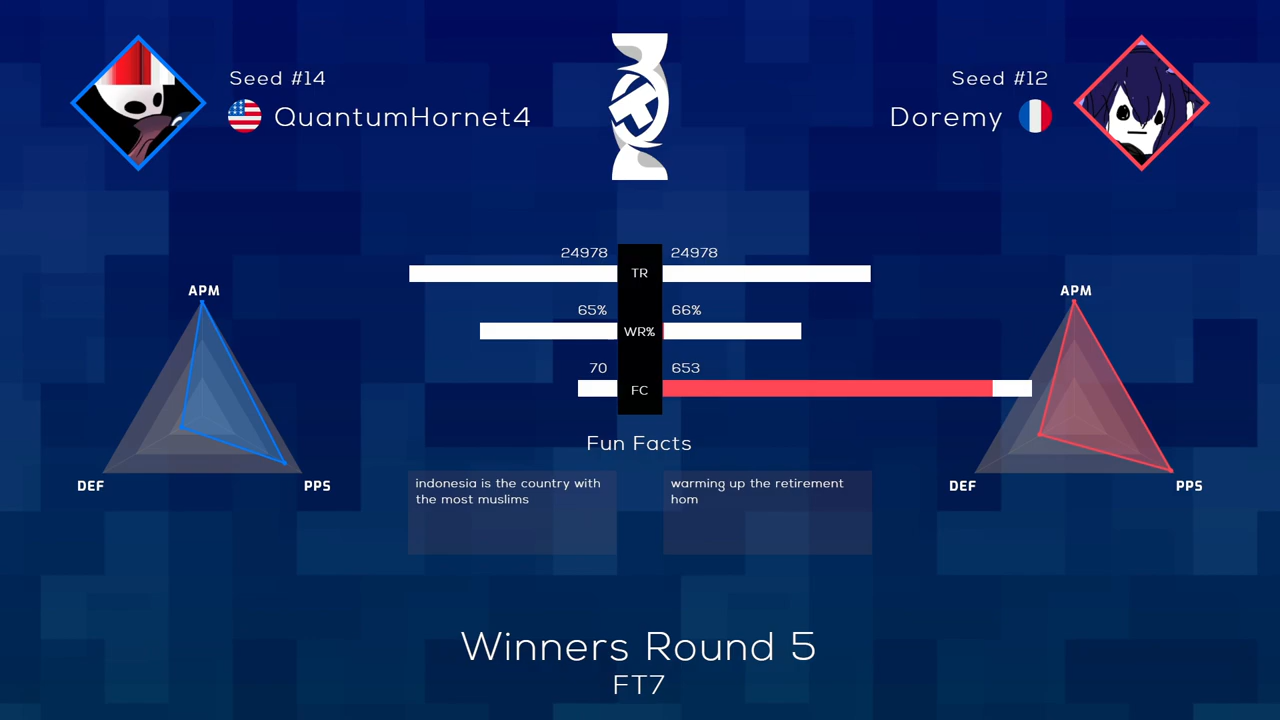 Seed #14
QuantumHornet4
Seed #12
Doremy
24978 TR 24978
65% WR% 66%
70 FC 653
APM
DEF
PPS
APM
DEF
PPS
Fun Facts
indonesia is the country with
the most muslims
warming up the retirement
hom
Winners Round 5
FT7